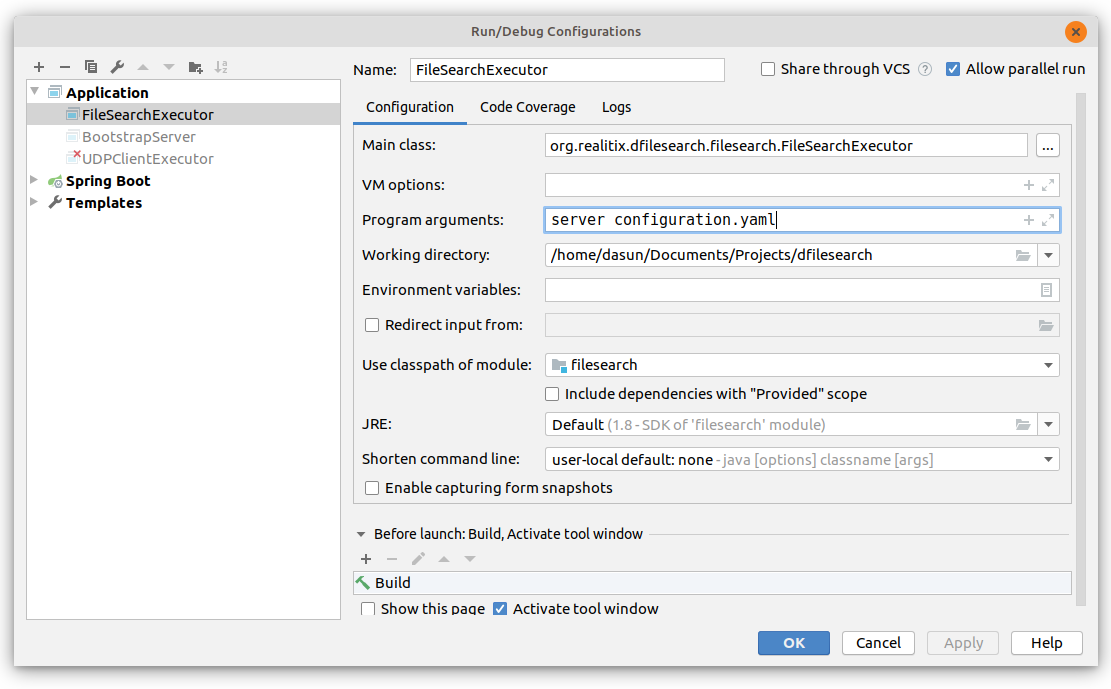 Run/Debug Configurations
Name: FileSearchExecutor
Share through VCS ? Allow parallel run
Application
FileSearchExecutor
BootstrapServer
UDPClientExecutor
Spring Boot
Templates
Configuration Code Coverage Logs
Main class: org.realitix.dfilesearch.filesearch.FileSearchExecutor ...
VM options:
Program arguments: server configuration.yaml
Working directory: /home/dasun/Documents/Projects/dfilesearch
Environment variables:
Redirect input from:
Use classpath of module: filesearch
Include dependencies with "Provided" scope
JRE: Default (1.8 - SDK of 'filesearch' module)
Shorten command line: user-local default: none - java [options] classname [args]
Enable capturing form snapshots
Before launch: Build, Activate tool window
Build
Show this page Activate tool window
OK Cancel Apply Help